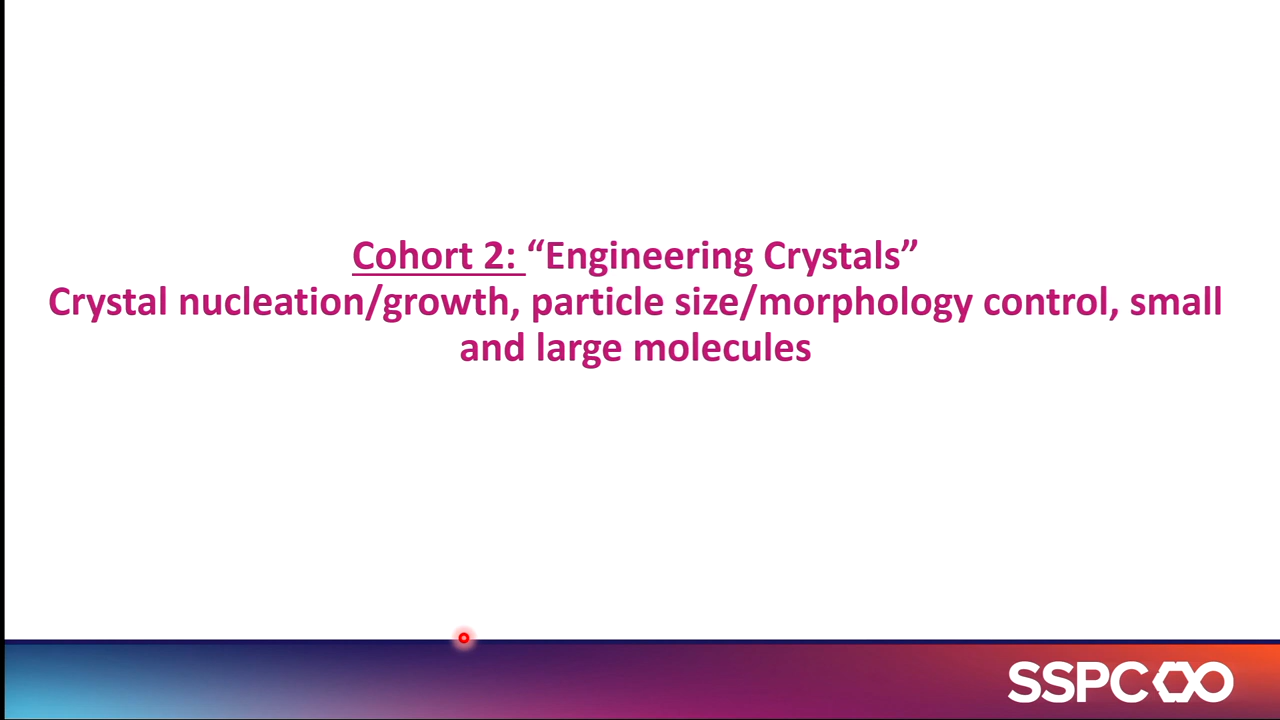 Cohort 2: “Engineering Crystals”
Crystal nucleation/growth, particle size/morphology control, small
and large molecules
SSPC